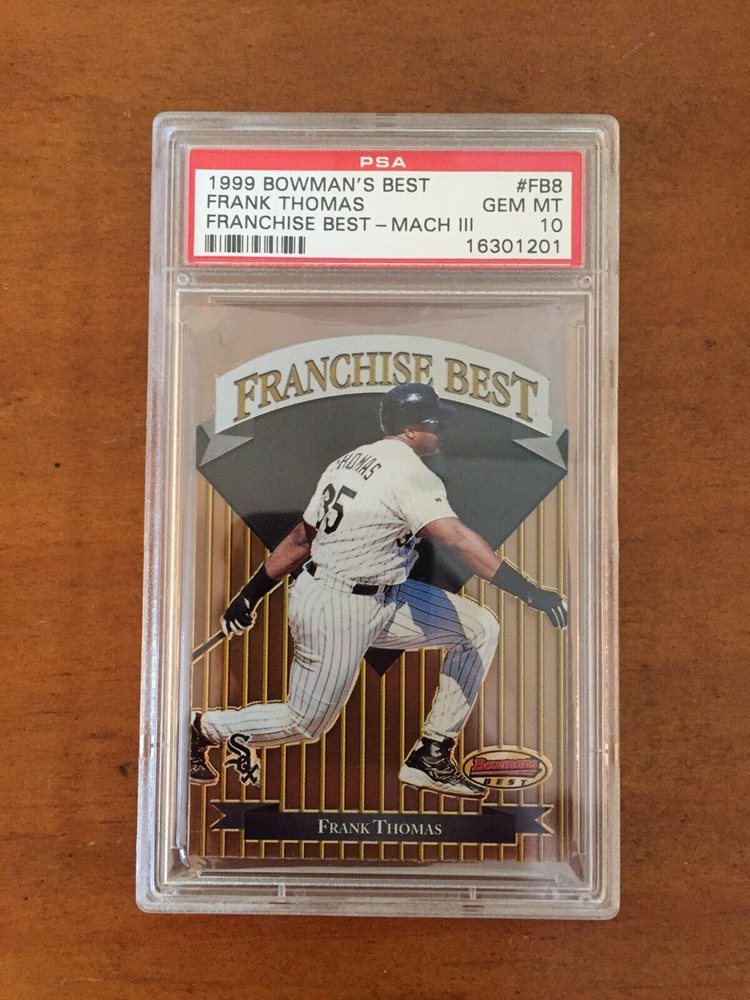 PSA
1999 BOWMAN'S BEST #FB8
FRANK THOMAS GEM MT
FRANCHISE BEST – MACH III 10
16301201
FRANCHISE BEST
THOMAS
35
Sox
BOWMAN'S
BEST
FRANK THOMAS